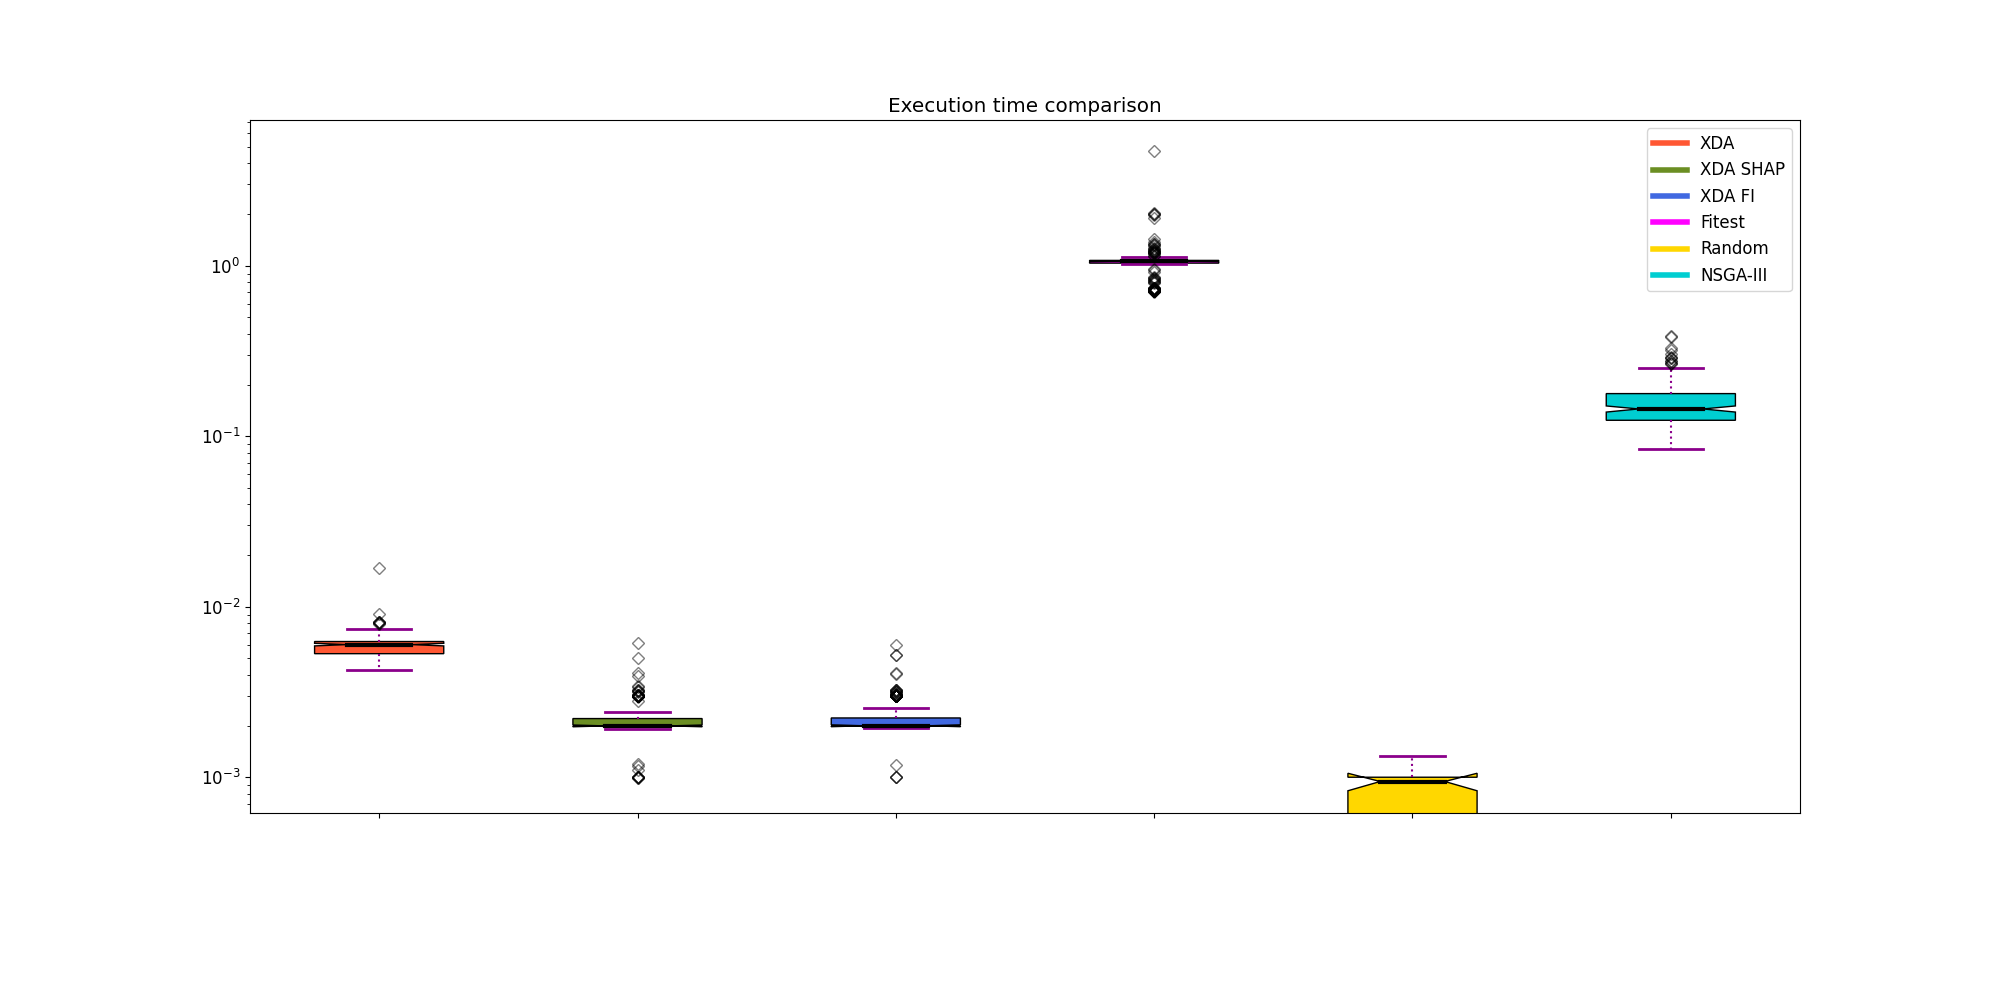 Execution time comparison
10^0
10^-1
10^-2
10^-3
XDA
XDA SHAP
XDA FI
Fitest
Random
NSGA-III